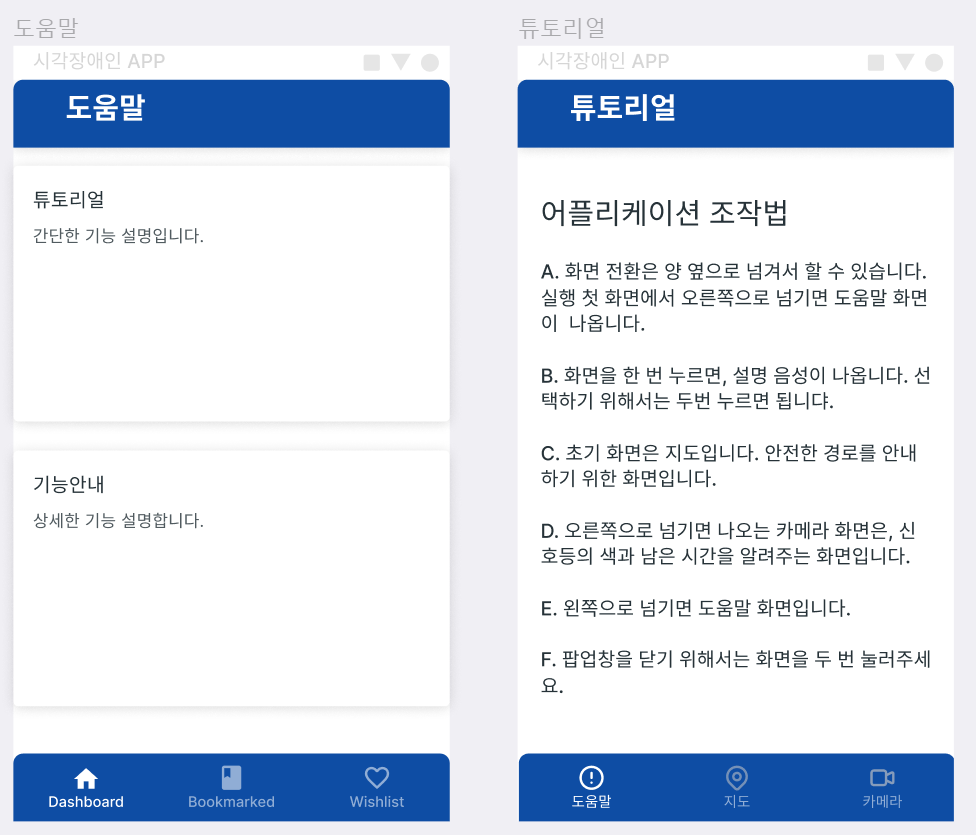 도움말
시각장애인 APP
도움말
튜토리얼
간단한 기능 설명입니다.
기능안내
상세한 기능 설명합니다.
Dashboard
Bookmarked
Wishlist
튜토리얼
시각장애인 APP
튜토리얼
어플리케이션 조작법
A. 화면 전환은 양 옆으로 넘겨서 할 수 있습니다.
실행 첫 화면에서 오른쪽으로 넘기면 도움말 화면
이  나옵니다.
B. 화면을 한 번 누르면, 설명 음성이 나옵니다. 선
택하기 위해서는 두번 누르면 됩니댜.
C. 초기 화면은 지도입니다. 안전한 경로를 안내
하기 위한 화면입니다.
D. 오른쪽으로 넘기면 나오는 카메라 화면은, 신
호등의 색과 남은 시간을 알려주는 화면입니다.
E. 왼쪽으로 넘기면 도움말 화면입니다.
F. 팝업창을 닫기 위해서는 화면을 두 번 눌러주세
요.
도움말
지도
카메라